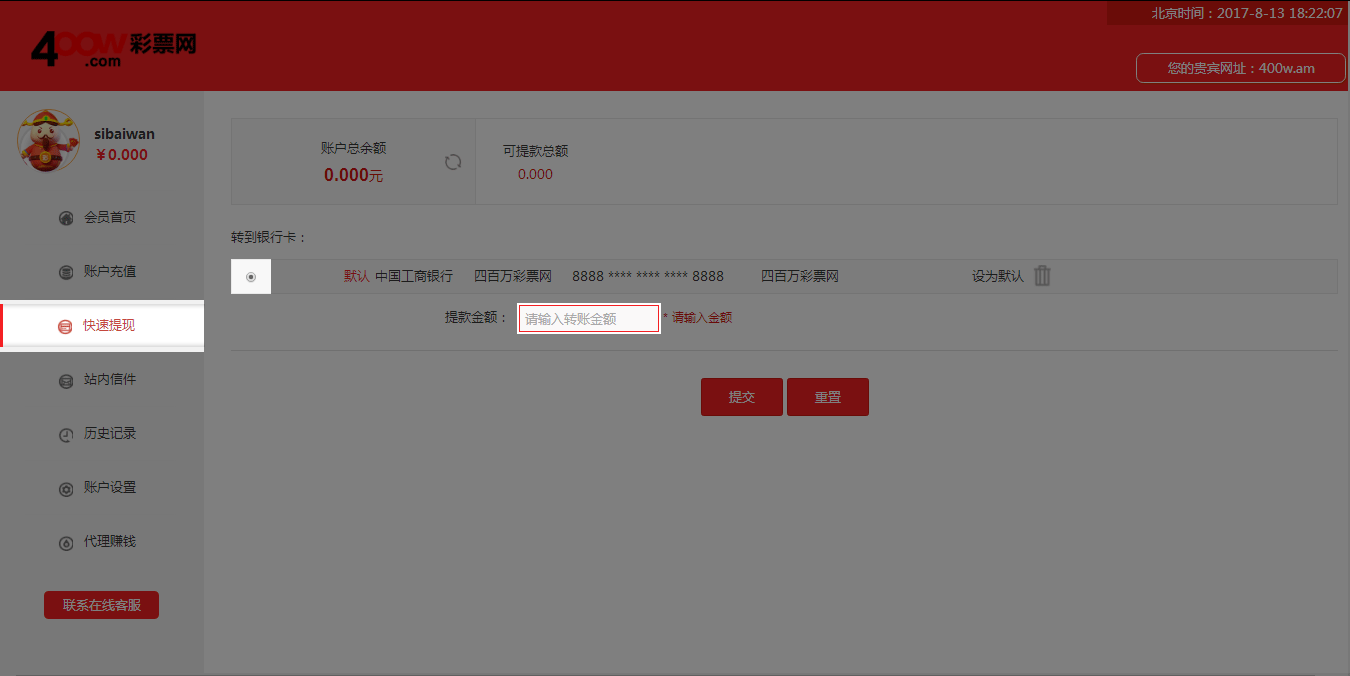 北京时间：2017-8-13 18:22:07
400w彩票网
.com
您的贵宾网址：400w.am
sibaiwan
￥0.000
会员首页
账户充值
快速提现
站内信件
历史记录
账户设置
代理赚钱
联系在线客服
账户总余额
0.000元
可提款总额
0.000
转到银行卡：
默认 中国工商银行 四百万彩票网 8888 **** **** **** 8888 四百万彩票网 设为默认
提款金额： 请输入转账金额 * 请输入金额
提交 重置